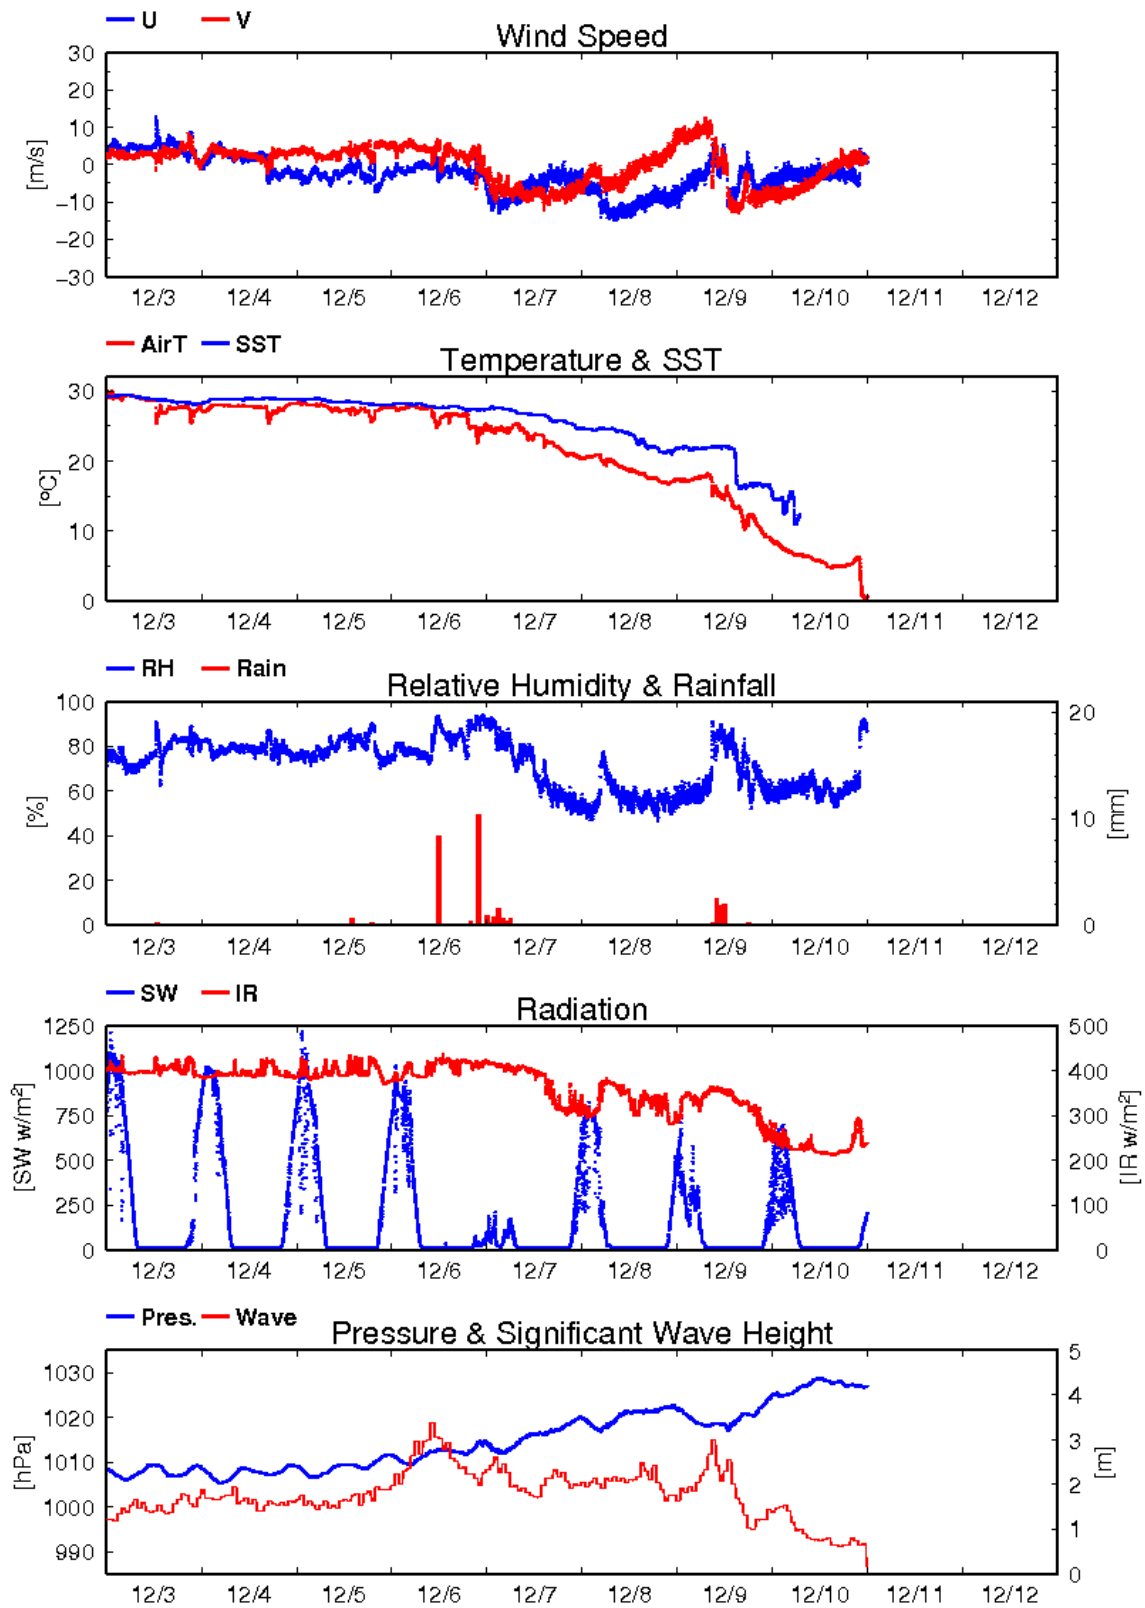 U V
Wind Speed
30
20
10
0
−10
−20
−30
[m/s]
12/3 12/4 12/5 12/6 12/7 12/8 12/9 12/10 12/11 12/12
AirT SST
Temperature & SST
30
20
10
0
[ºC]
12/3 12/4 12/5 12/6 12/7 12/8 12/9 12/10 12/11 12/12
RH Rain
Relative Humidity & Rainfall
100
80
60
40
20
0
[%]
20
10
0
[mm]
12/3 12/4 12/5 12/6 12/7 12/8 12/9 12/10 12/11 12/12
SW IR
Radiation
1250
1000
750
500
250
0
[SW w/m²]
500
400
300
200
100
0
[IR w/m²]
12/3 12/4 12/5 12/6 12/7 12/8 12/9 12/10 12/11 12/12
Pres. Wave
Pressure & Significant Wave Height
1030
1020
1010
1000
990
[hPa]
5
4
3
2
1
0
[m]
12/3 12/4 12/5 12/6 12/7 12/8 12/9 12/10 12/11 12/12